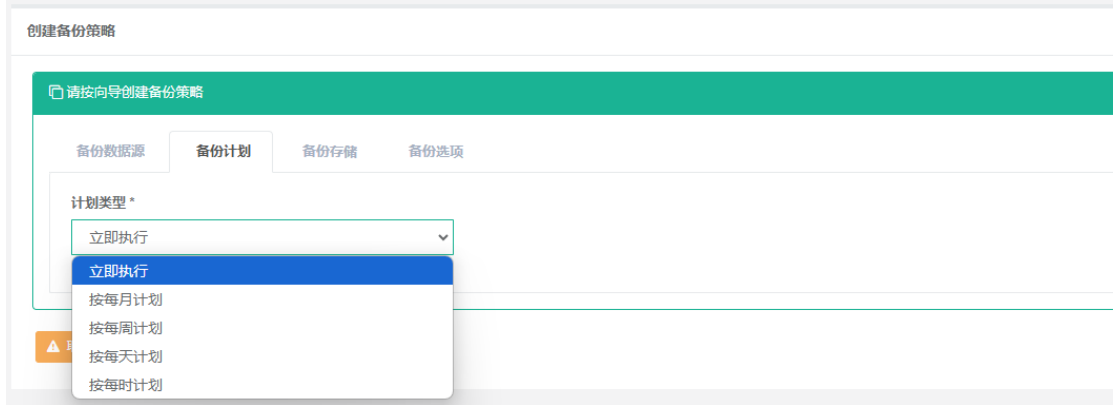 创建备份策略
请按向导创建备份策略
备份数据源 备份计划 备份存储 备份选项
计划类型 *
立即执行
立即执行
按每月计划
按每周计划
按每天计划
按每时计划